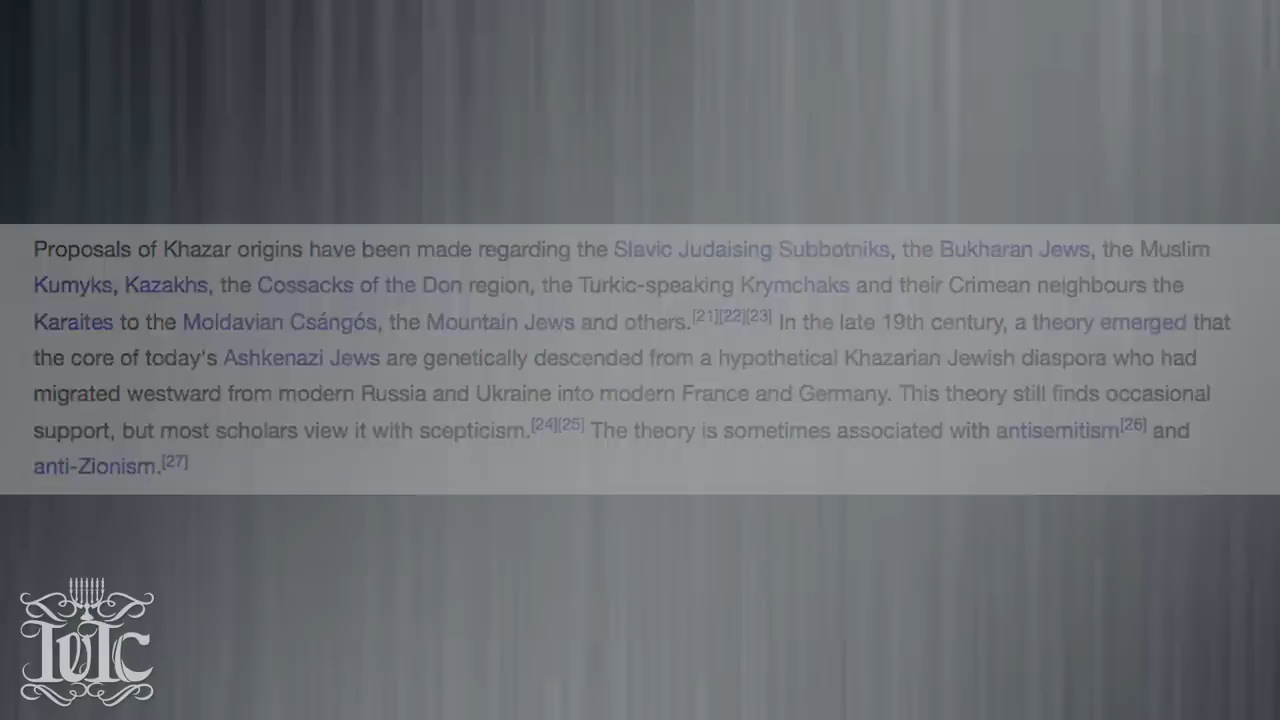 Proposals of Khazar origins have been made regarding the Slavic Judaising Subbotniks, the Bukharan Jews, the Muslim
Kumyks, Kazakhs, the Cossacks of the Don region, the Turkic-speaking Krymchaks and their Crimean neighbours the
Karaites to the Moldavian Csángós, the Mountain Jews and others.[21][22][23] In the late 19th century, a theory emerged that
the core of today's Ashkenazi Jews are genetically descended from a hypothetical Khazarian Jewish diaspora who had
migrated westward from modern Russia and Ukraine into modern France and Germany. This theory still finds occasional
support, but most scholars view it with scepticism.[24][25] The theory is sometimes associated with antisemitism[26] and
anti-Zionism.[27]
IUIC